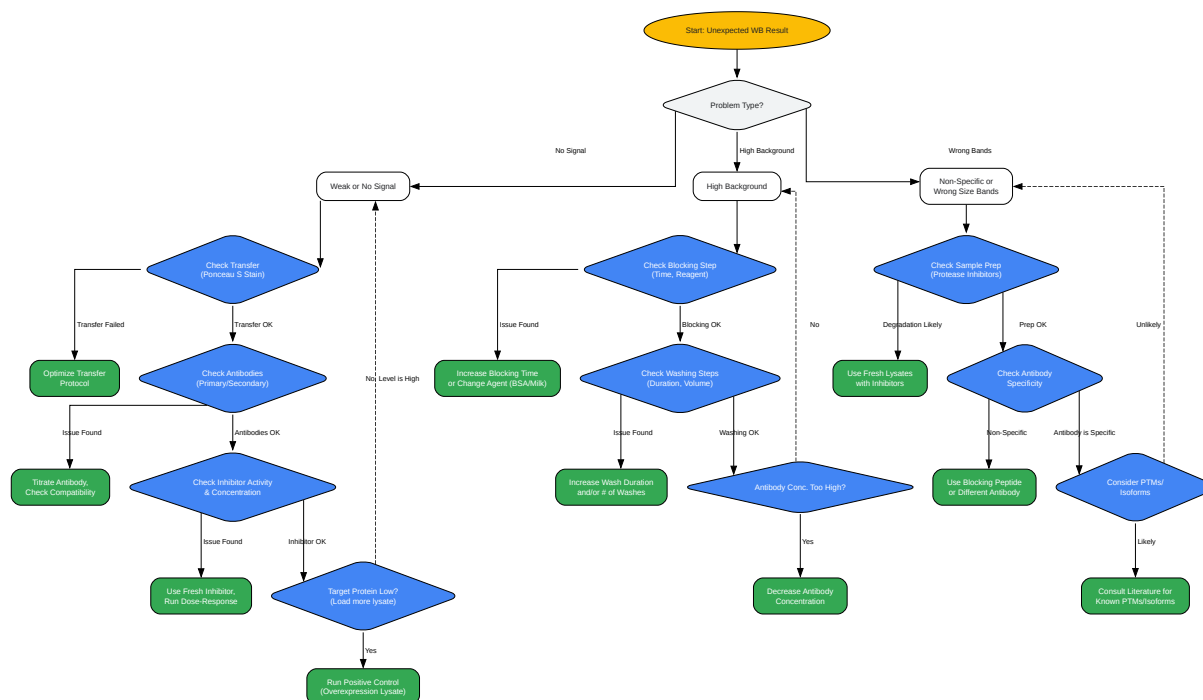 Start: Unexpected WB Result
Problem Type?
No Signal
High Background
Wrong Bands
Weak or No Signal
High Background
Non-Specific or
Wrong Size Bands
Check Transfer
(Ponceau S Stain)
Check Blocking Step
(Time, Reagent)
Check Sample Prep
(Protease Inhibitors)
Transfer Failed
Transfer OK
Issue Found
Blocking OK
No
Degradation Likely
Prep OK
Unlikely
Optimize Transfer
Protocol
Check Antibodies
(Primary/Secondary)
No, Level is High
Increase Blocking Time
or Change Agent (BSA/Milk)
Check Washing Steps
(Duration, Volume)
Use Fresh Lysates
with Inhibitors
Check Antibody
Specificity
Issue Found
Antibodies OK
Issue Found
Washing OK
Non-Specific
Antibody is Specific
Titrate Antibody,
Check Compatibility
Check Inhibitor Activity
& Concentration
Increase Wash Duration
and/or # of Washes
Antibody Conc. Too High?
Use Blocking Peptide
or Different Antibody
Consider PTMs/
Isoforms
Issue Found
Inhibitor OK
Yes
Likely
Use Fresh Inhibitor,
Run Dose-Response
Target Protein Low?
(Load more lysate)
Decrease Antibody
Concentration
Consult Literature for
Known PTMs/Isoforms
Yes
Run Positive Control
(Overexpression Lysate)